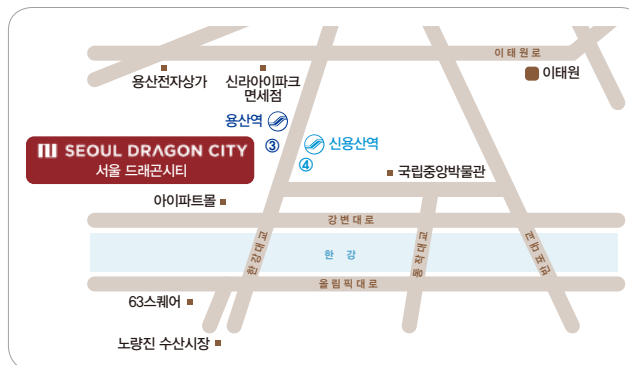 이태원로
용산전자상가
신라아이파크
면세점
이태원
용산역
③
신용산역
④
SEOUL DRAGON CITY
서울 드래곤시티
국립중앙박물관
아이파트몰
강변대로
한강대교
한 강
동작대교
반포대교
올림픽대로
63스퀘어
노량진 수산시장